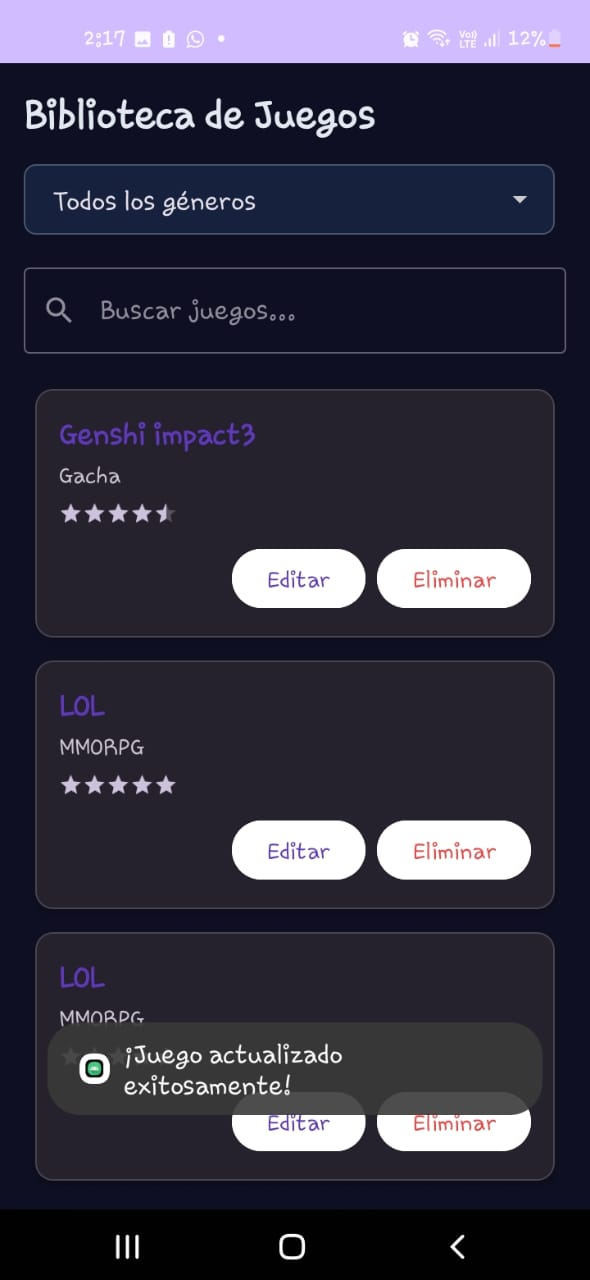 2:17
Vo)) LTE
12%
Biblioteca de Juegos
Todos los géneros
Buscar juegos...
Genshi impact3
Gacha
Editar
Eliminar
LOL
MMORPG
Editar
Eliminar
LOL
MMORPG
¡Juego actualizado
exitosamente!
Editar
Eliminar